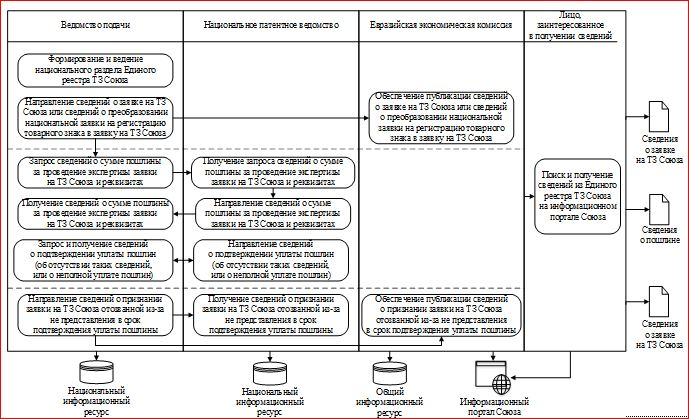 Ведомство подачи
Национальное патентное ведомство
Евразийская экономическая комиссия
Лицо,
заинтересованное
в получении сведений
Формирование и ведение
национального раздела Единого
реестра ТЗ Союза
Направление сведений о заявке на ТЗ
Союза или сведений о преобразовании
национальной заявки на регистрацию
товарного знака в заявку на ТЗ Союза
Обеспечение публикации сведений
о заявке на ТЗ Союза или сведений
о преобразовании национальной
заявки на регистрацию товарного
знака в заявку на ТЗ Союза
Сведения
о заявке
на ТЗ Союза
Запрос сведений о сумме пошлины
за проведение экспертизы заявки
на ТЗ Союза и реквизитах
Получение запроса сведений о сумме
пошлины за проведение экспертизы
заявки на ТЗ Союза и реквизитах
Поиск и получение
сведений из Единого
реестра ТЗ Союза
на информационном
портале Союза
Получение сведений о сумме пошлины
за проведение экспертизы заявки
на ТЗ Союза и реквизитах
Направление сведений о сумме
пошлины за проведение экспертизы
заявки на ТЗ Союза и реквизитах
Сведения
о пошлине
Запрос и получение сведений
о подтверждении уплаты пошлин
(об отсутствии таких сведений,
или о неполной уплате пошлин)
Направление сведений
о подтверждении уплаты пошлин
(об отсутствии таких сведений,
или о неполной уплате пошлин)
Направление сведений о признании
заявки на ТЗ Союза отозванной из-за
не представления в срок
подтверждения уплаты пошлины
Получение сведений о признании
заявки на ТЗ Союза отозванной из-за
не представления в срок
подтверждения уплаты пошлины
Обеспечение публикации сведений
о признании заявки на ТЗ Союза
отозванной из-за не представления
в срок подтверждения уплаты пошлины
Сведения
о заявке
на ТЗ Союза
Национальный
информационный
ресурс
Национальный
информационный
ресурс
Общий
информационный
ресурс
Информационный
портал Союза